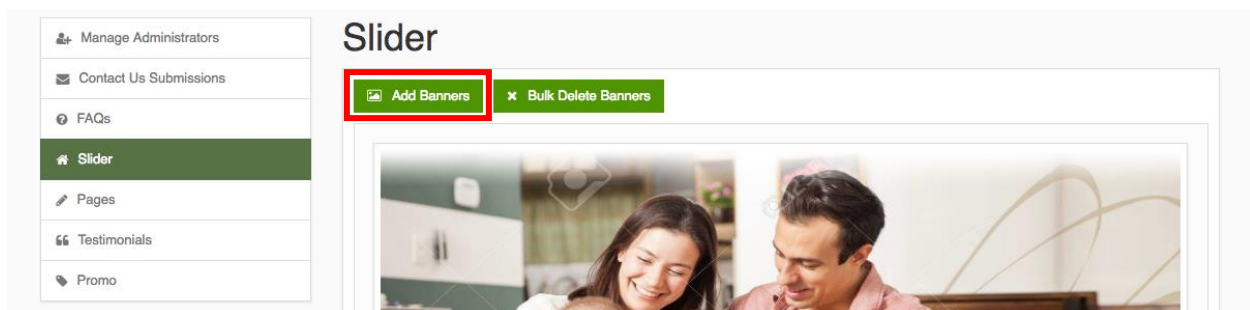 Manage Administrators
Contact Us Submissions
FAQs
Slider
Pages
Testimonials
Promo
Slider
Add Banners
Bulk Delete Banners